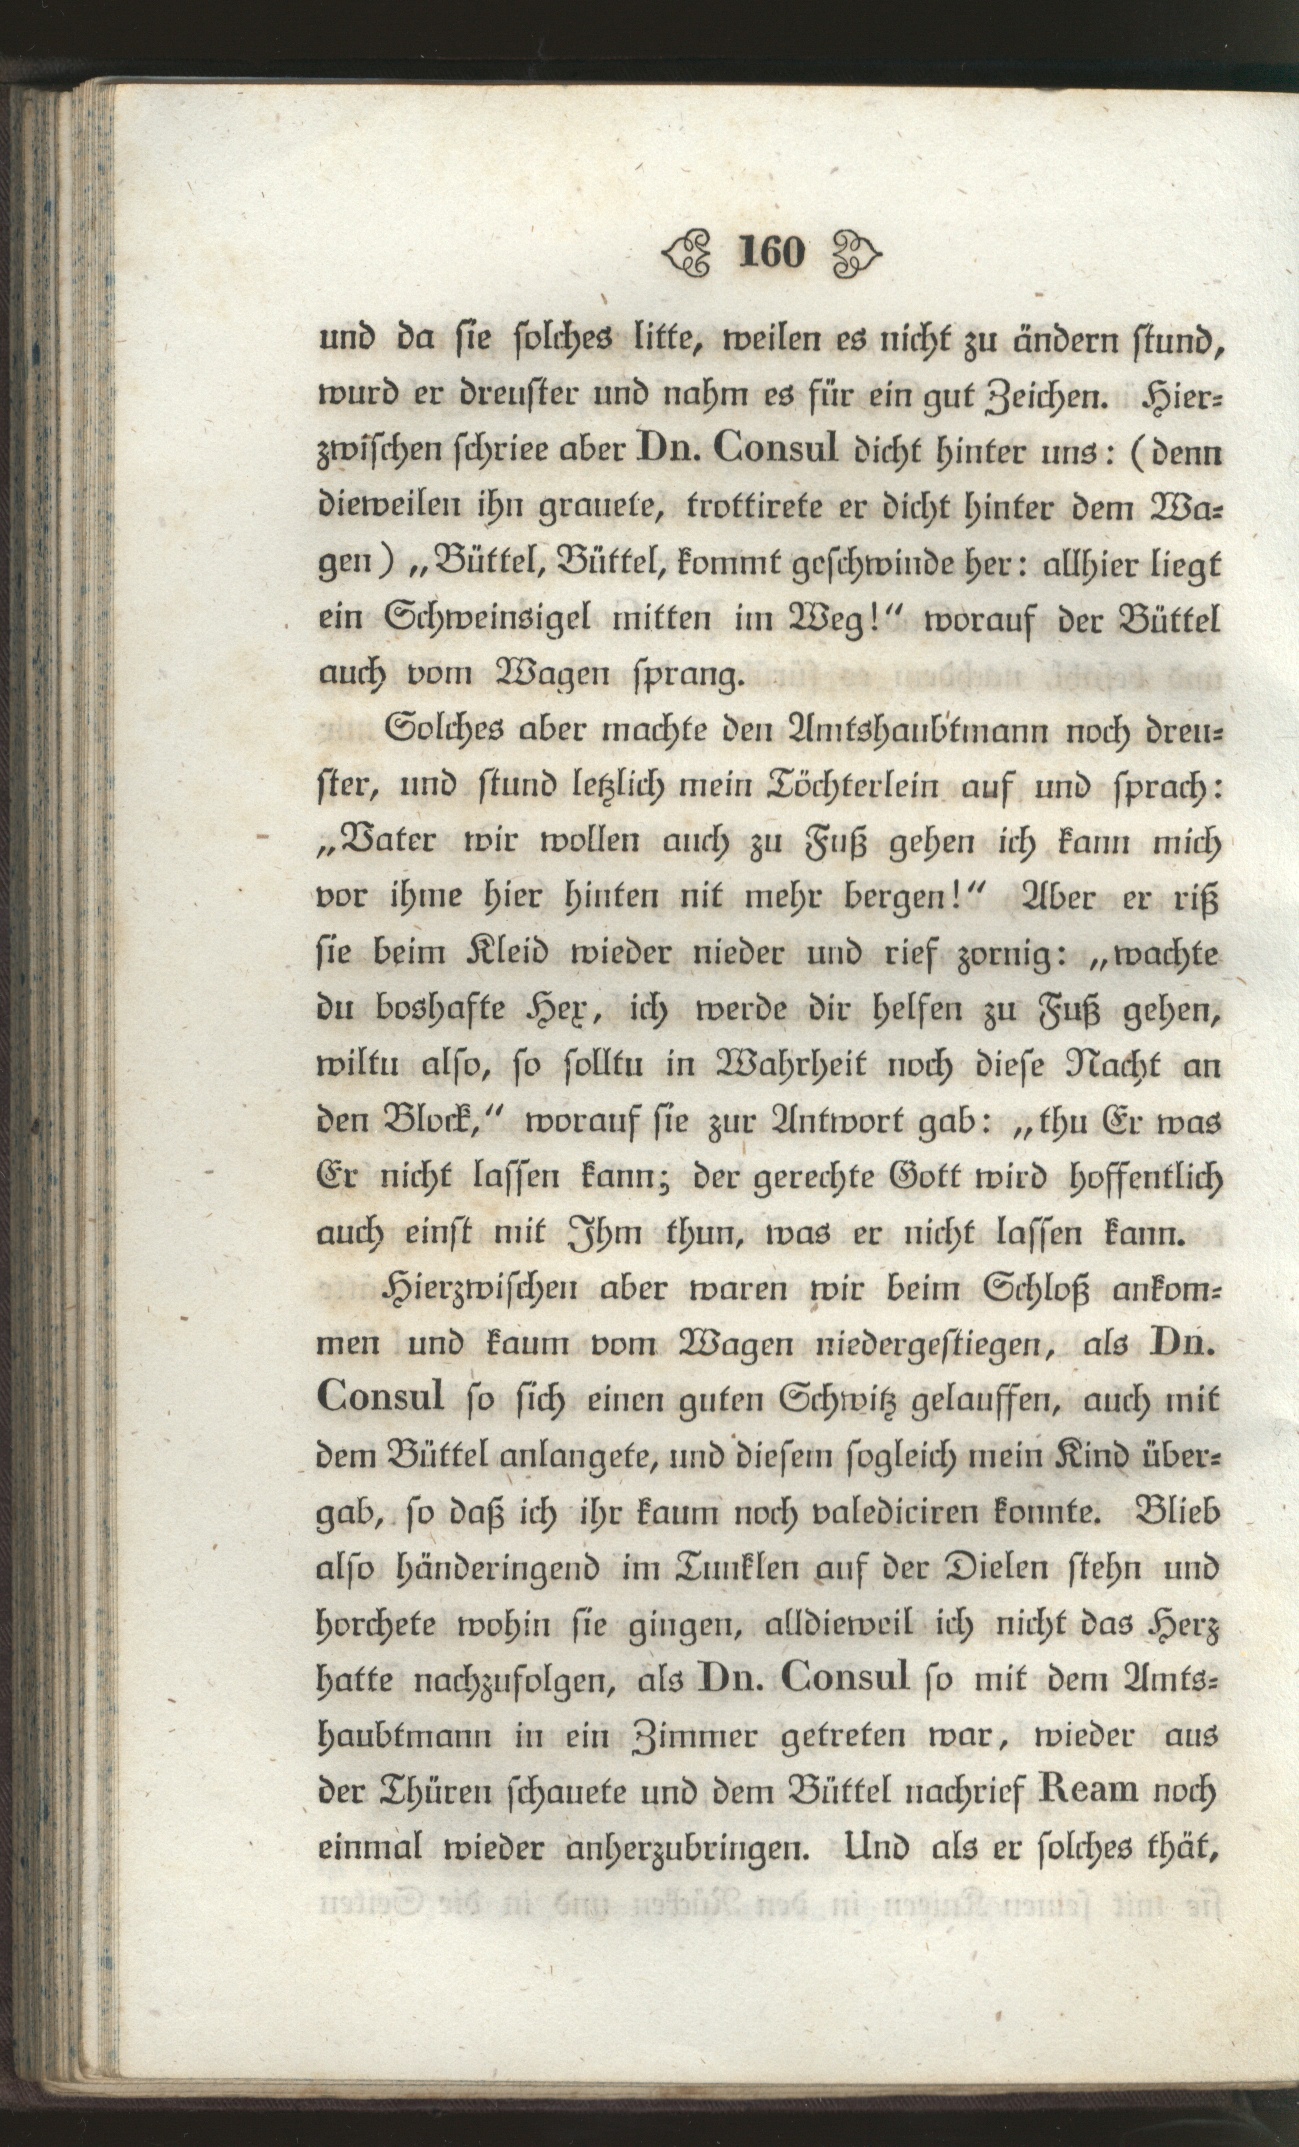 160
und da sie solches litte, weilen es nicht zu ändern stund,
wurd er dreuster und nahm es für ein gut Zeichen. Hier-
zwischen schriee aber Dn. Consul dicht hinter uns: (denn
dieweilen ihn grauete, trottirete er dicht hinter dem Wa-
gen) „Büttel, Büttel, kommt geschwinde her: allhier liegt
ein Schweinsigel mitten im Weg!“ worauf der Büttel
auch vom Wagen sprang.
Solches aber machte den Amtshaubtmann noch dreu-
ster, und stund letzlich mein Töchterlein auf und sprach:
„Vater wir wollen auch zu Fuß gehen ich kann mich
vor ihme hier hinten nit mehr bergen!“ Aber er riß
sie beim Kleid wieder nieder und rief zornig: „wachte
du boshafte Hex, ich werde dir helfen zu Fuß gehen,
wiltu also, so solltu in Wahrheit noch diese Nacht an
den Block,“ worauf sie zur Antwort gab: „thu Er was
Er nicht lassen kann; der gerechte Gott wird hoffentlich
auch einst mit Ihm thun, was er nicht lassen kann.
Hierzwischen aber waren wir beim Schloß ankom-
men und kaum vom Wagen niedergestiegen, als Dn.
Consul so sich einen guten Schwitz gelauffen, auch mit
dem Büttel anlangete, und diesem sogleich mein Kind über-
gab, so daß ich ihr kaum noch valediciren konnte. Blieb
also händeringend im Tunklen auf der Dielen stehn und
horchete wohin sie gingen, alldieweil ich nicht das Herz
hatte nachzufolgen, als Dn. Consul so mit dem Amts-
haubtmann in ein Zimmer getreten war, wieder aus
der Thüren schauete und dem Büttel nachrief Ream noch
einmal wieder anherzubringen. Und als er solches thät,